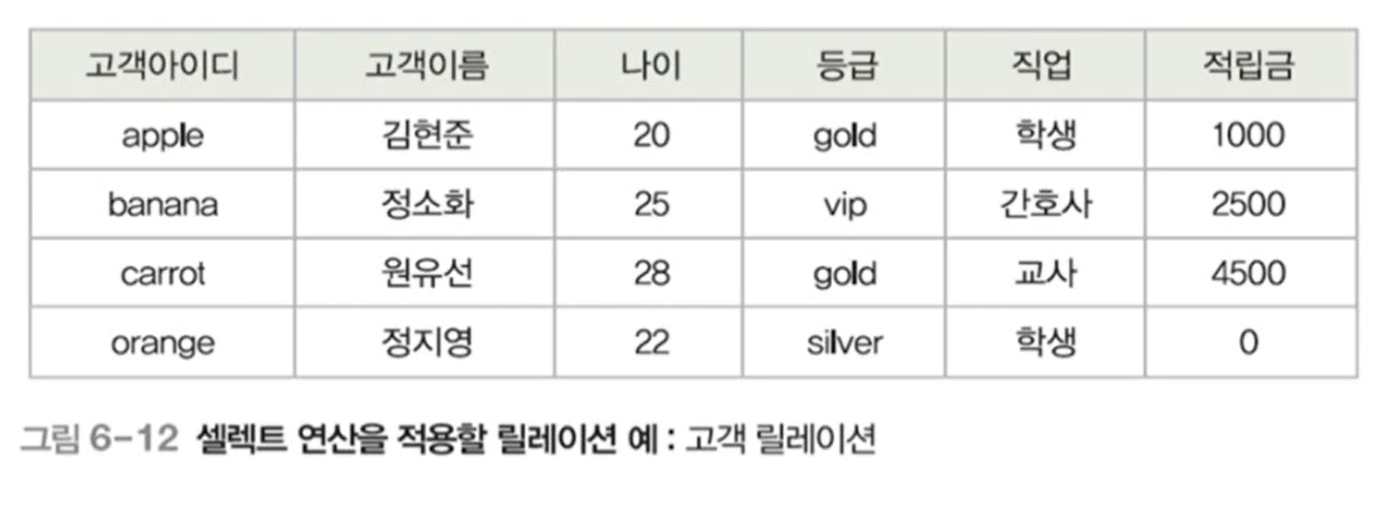 고객아이디 고객이름 나이 등급 직업 적립금
apple 김현준 20 gold 학생 1000
banana 정소화 25 vip 간호사 2500
carrot 원유선 28 gold 교사 4500
orange 정지영 22 silver 학생 0
그림 6-12 셀렉트 연산을 적용할 릴레이션 예 : 고객 릴레이션